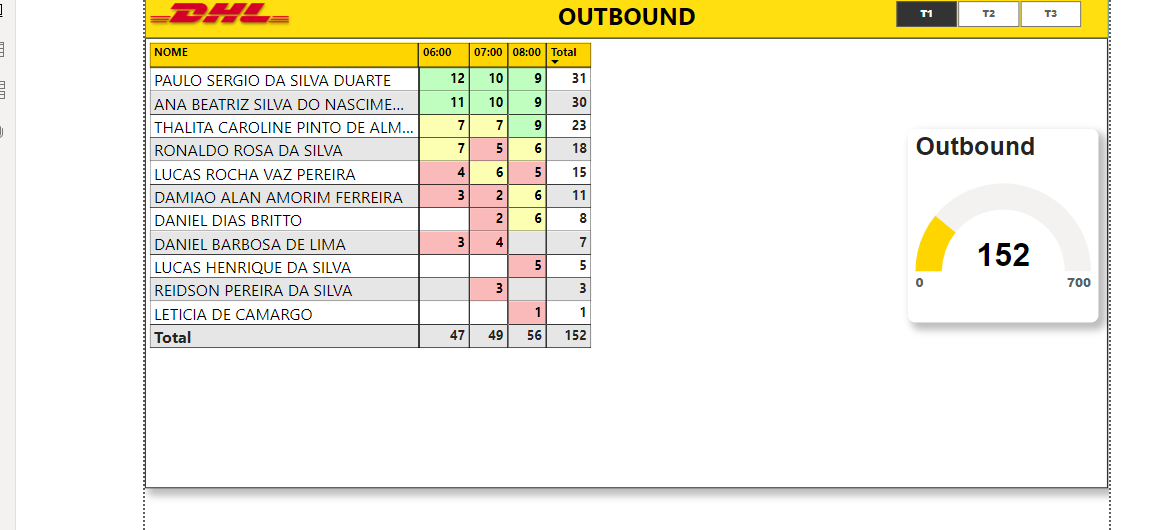 DHL OUTBOUND T1 T2 T3
NOME 06:00 07:00 08:00 Total
PAULO SERGIO DA SILVA DUARTE 12 10 9 31
ANA BEATRIZ SILVA DO NASCIME... 11 10 9 30
THALITA CAROLINE PINTO DE ALM... 7 7 9 23
RONALDO ROSA DA SILVA 7 5 6 18
LUCAS ROCHA VAZ PEREIRA 4 6 5 15
DAMIAO ALAN AMORIM FERREIRA 3 2 6 11
DANIEL DIAS BRITTO 2 6 8
DANIEL BARBOSA DE LIMA 3 4 7
LUCAS HENRIQUE DA SILVA 5 5
REIDSON PEREIRA DA SILVA 3 3
LETICIA DE CAMARGO 1 1
Total 47 49 56 152
Outbound
152
0 700